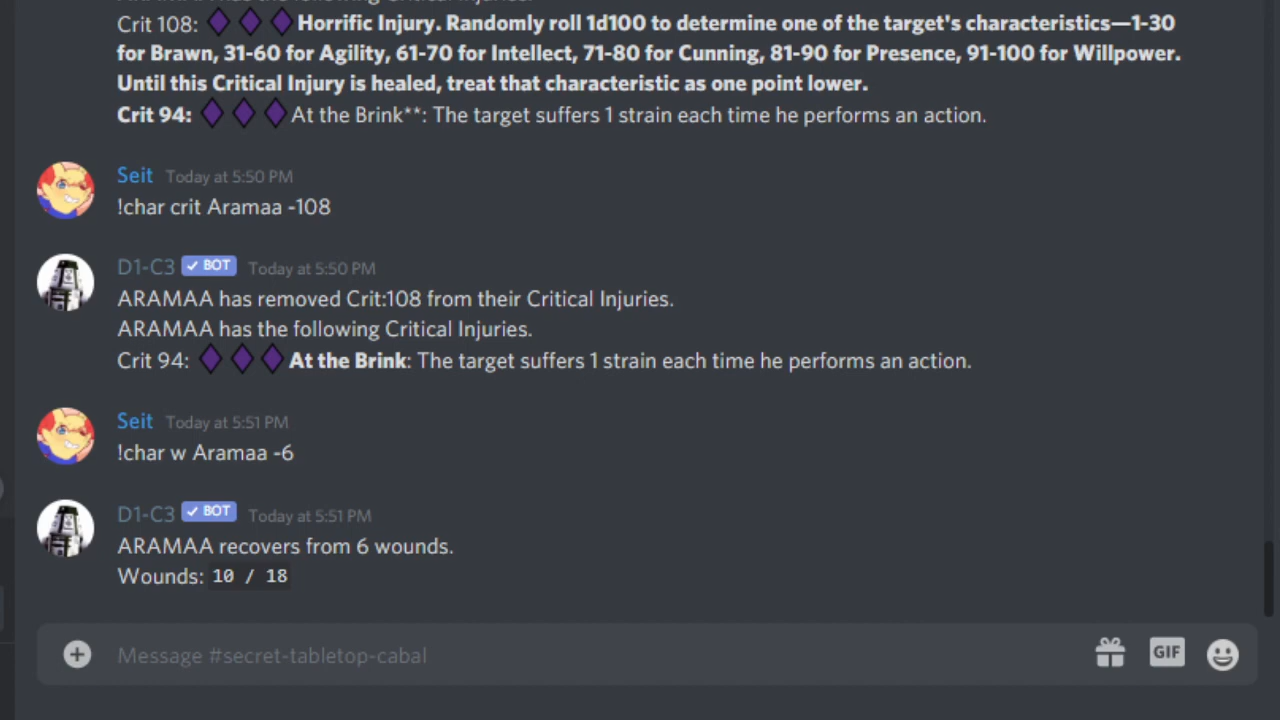 ARAMAA has the following Critical Injuries.
Crit 108: Horrific Injury. Randomly roll 1d100 to determine one of the target's characteristics—1-30
for Brawn, 31-60 for Agility, 61-70 for Intellect, 71-80 for Cunning, 81-90 for Presence, 91-100 for Willpower.
Until this Critical Injury is healed, treat that characteristic as one point lower.
Crit 94: At the Brink**: The target suffers 1 strain each time he performs an action.
Seit Today at 5:50 PM
!char crit Aramaa -108
D1-C3 BOT Today at 5:50 PM
ARAMAA has removed Crit:108 from their Critical Injuries.
ARAMAA has the following Critical Injuries.
Crit 94: At the Brink: The target suffers 1 strain each time he performs an action.
Seit Today at 5:51 PM
!char w Aramaa -6
D1-C3 BOT Today at 5:51 PM
ARAMAA recovers from 6 wounds.
Wounds: 10 / 18
Message #secret-tabletop-cabal
GIF